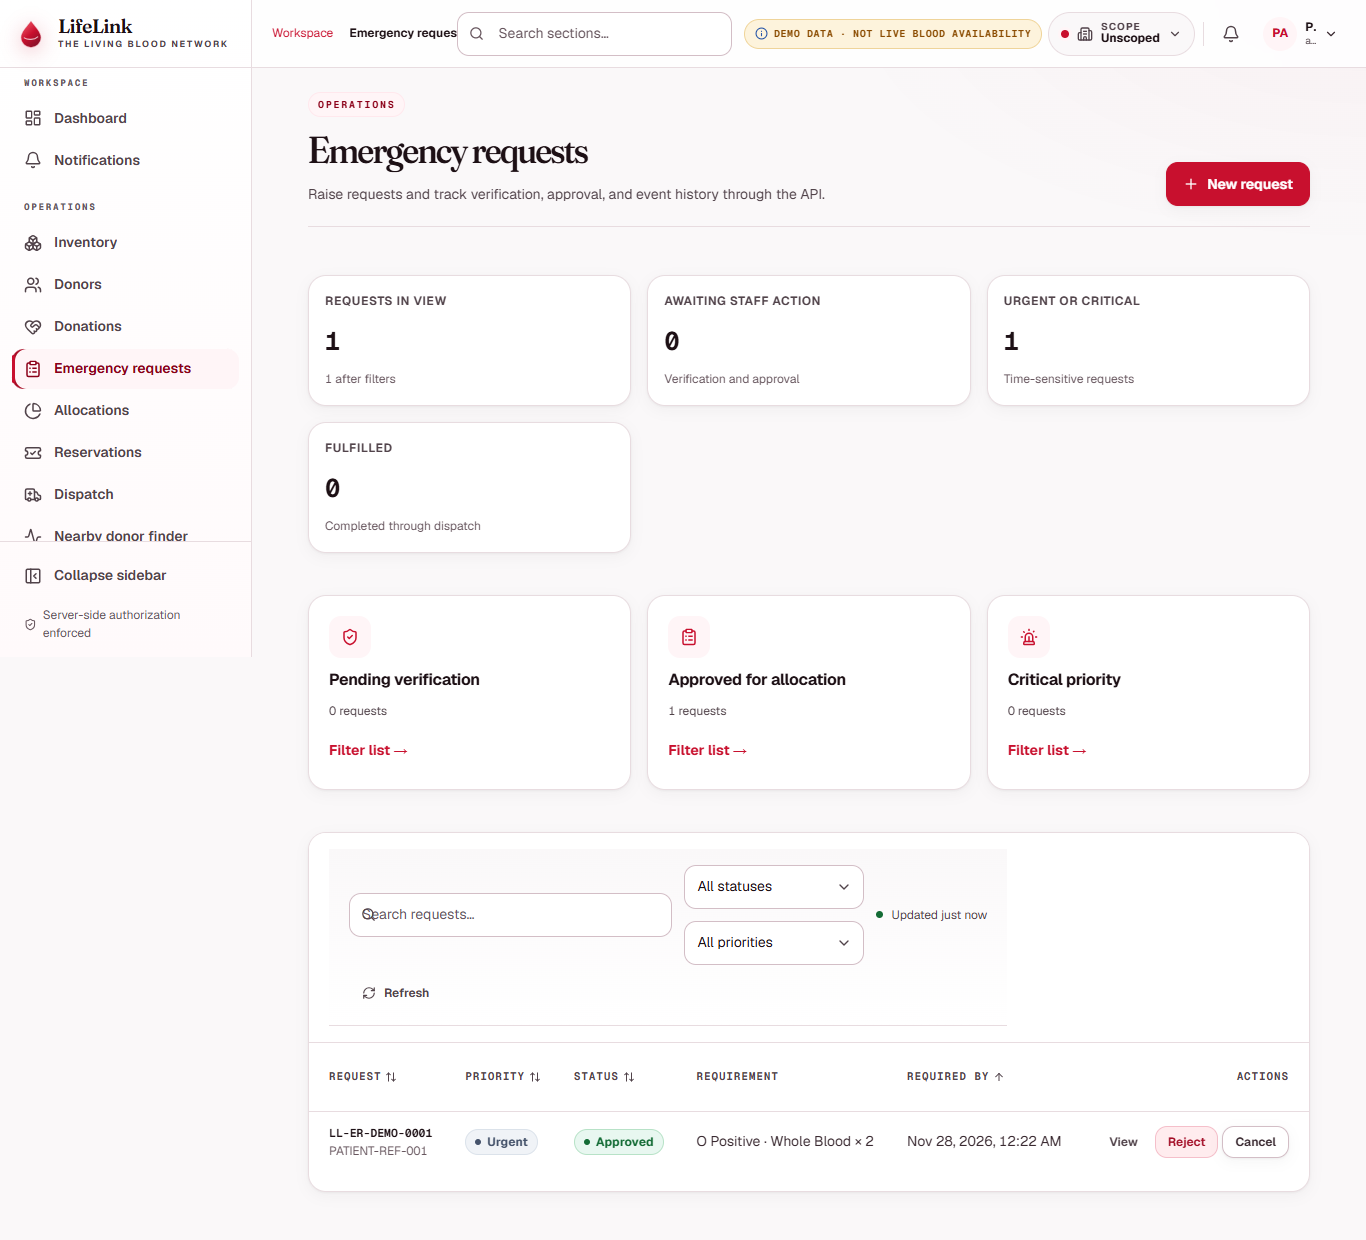 LifeLink
THE LIVING BLOOD NETWORK
Workspace
Emergency reques
Search sections...
DEMO DATA · NOT LIVE BLOOD AVAILABILITY
SCOPE
Unscoped
PA
P.
a...
WORKSPACE
Dashboard
Notifications
OPERATIONS
Inventory
Donors
Donations
Emergency requests
Allocations
Reservations
Dispatch
Nearby donor finder
Collapse sidebar
Server-side authorization
enforced
OPERATIONS
Emergency requests
Raise requests and track verification, approval, and event history through the API.
+ New request
REQUESTS IN VIEW
1
1 after filters
AWAITING STAFF ACTION
0
Verification and approval
URGENT OR CRITICAL
1
Time-sensitive requests
FULFILLED
0
Completed through dispatch
Pending verification
0 requests
Filter list →
Approved for allocation
1 requests
Filter list →
Critical priority
0 requests
Filter list →
Search requests...
All statuses
All priorities
Updated just now
Refresh
REQUEST PRIORITY STATUS REQUIREMENT REQUIRED BY ↑ ACTIONS
LL-ER-DEMO-0001
PATIENT-REF-001
Urgent
Approved
O Positive · Whole Blood × 2
Nov 28, 2026, 12:22 AM
View
Reject
Cancel